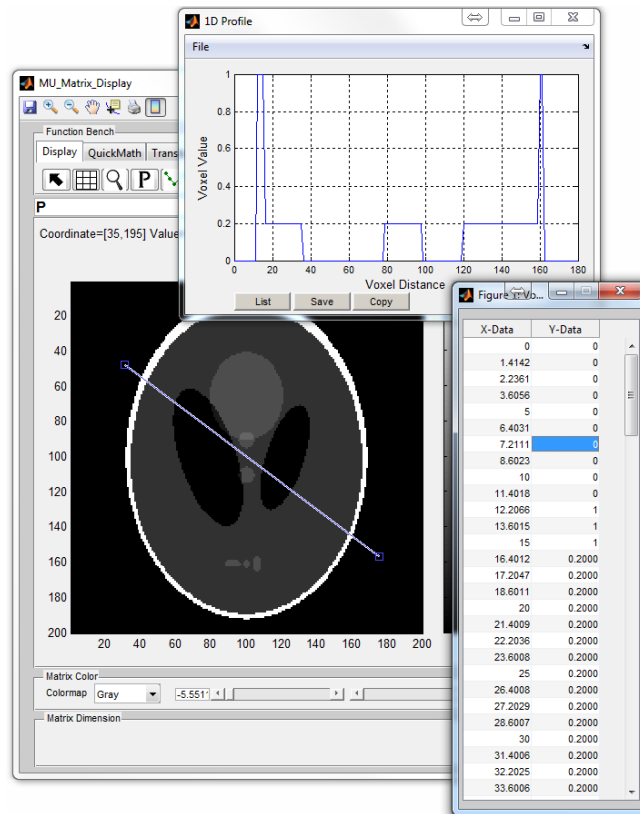 1D Profile
File
1
0.8
0.6
0.4
0.2
0
Voxel Value
0 20 40 60 80 100 120 140 160 180
Voxel Distance
List Save Copy
MU_Matrix_Display
Function Bench
Display QuickMath Trans
P
P
Coordinate=[35,195] Value
20
40
60
80
100
120
140
160
180
200
20 40 60 80 100 120 140 160 180 200
Matrix Color
Colormap Gray -5.5511
Matrix Dimension
X-Data Y-Data
0 0
1.4142 0
2.2361 0
3.6056 0
5 0
6.4031 0
7.2111 0
8.6023 0
10 0
11.4018 0
12.2066 1
13.6015 1
15 1
16.4012 0.2000
17.2047 0.2000
18.6011 0.2000
20 0.2000
21.4009 0.2000
22.2036 0.2000
23.6008 0.2000
25 0.2000
26.4008 0.2000
27.2029 0.2000
28.6007 0.2000
30 0.2000
31.4006 0.2000
32.2025 0.2000
33.6006 0.2000